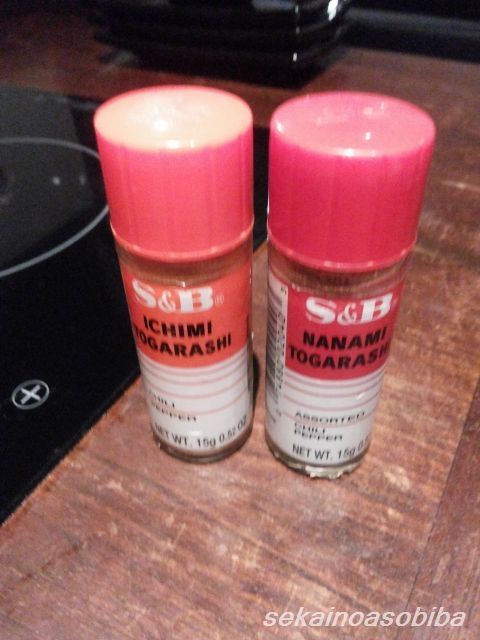 S&B®
ICHIMI
TOGARASHI
CHILI
PEPPER
NET WT. 15g 0.52 OZ
S&B®
NANAMI
TOGARASHI
ASSORTED
CHILI
PEPPER
NET WT. 15g
sekainoasobiba